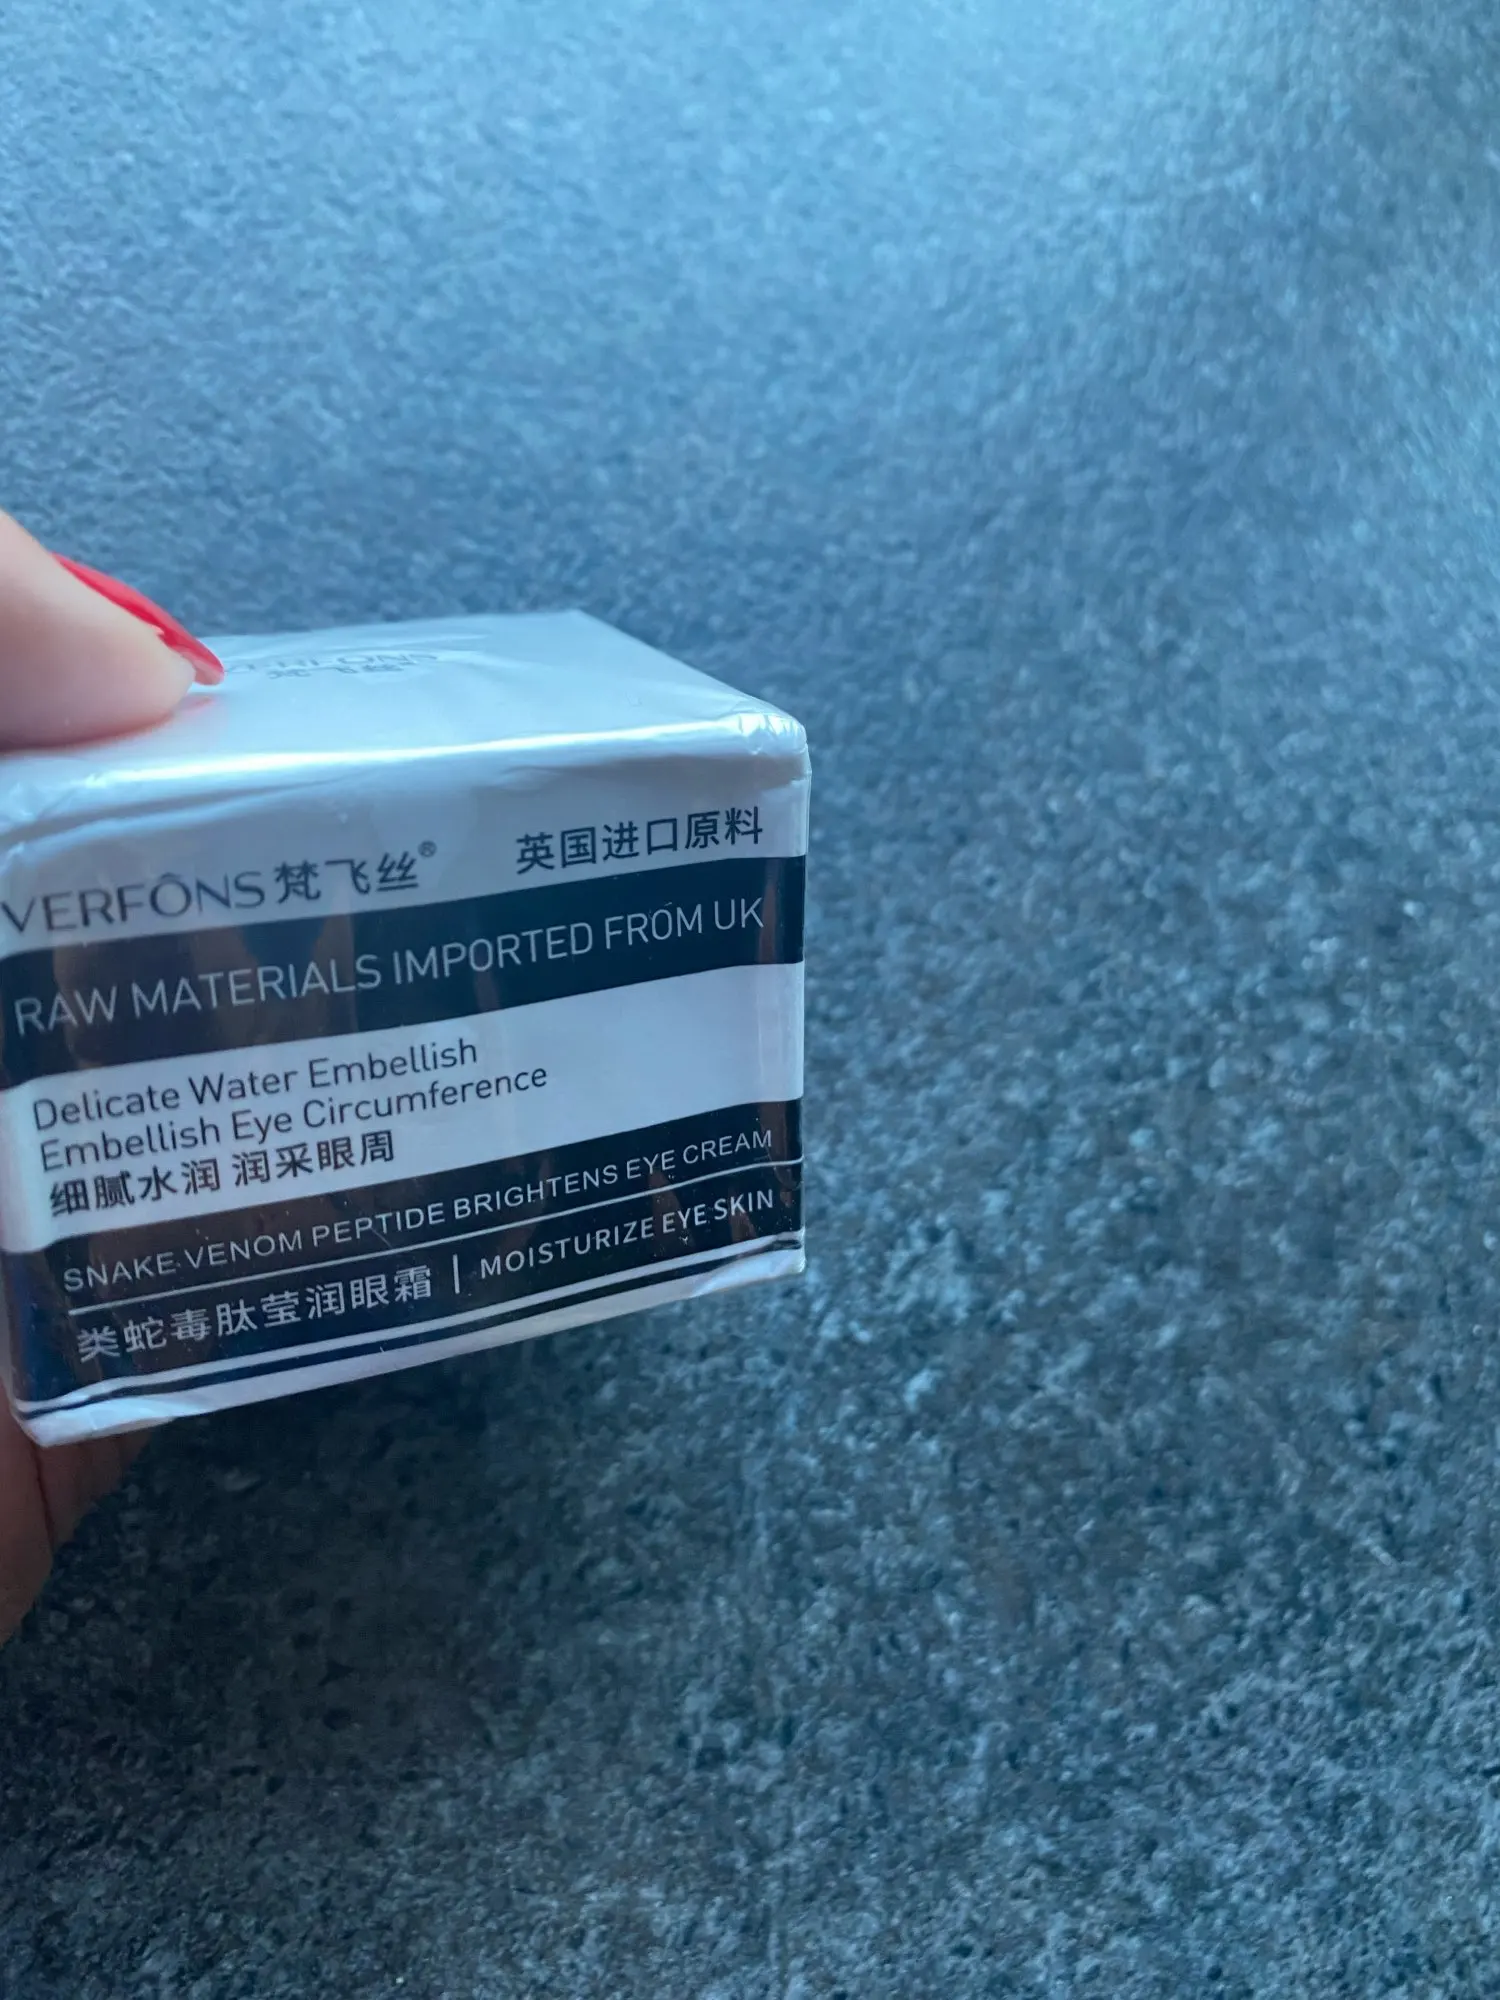 VERFÔNS 梵飞丝® 英国进口原料
RAW MATERIALS IMPORTED FROM UK
Delicate Water Embellish
Embellish Eye Circumference
细腻水润 润采眼周
SNAKE VENOM PEPTIDE BRIGHTENS EYE CREAM
类蛇毒肽莹润眼霜 | MOISTURIZE EYE SKIN